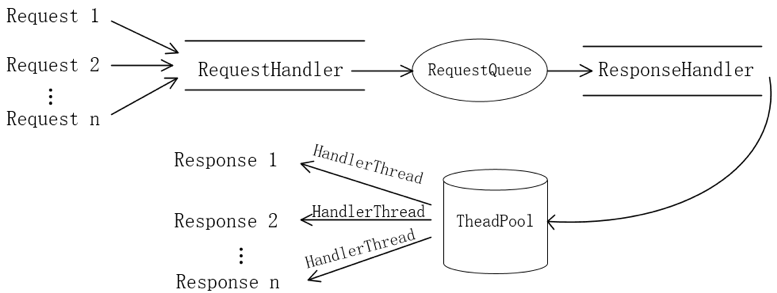 Request 1
Request 2
⋮
Request n
RequestHandler
RequestQueue
ResponseHandler
TheadPool
HandlerThread
HandlerThread
HandlerThread
Response 1
Response 2
⋮
Response n